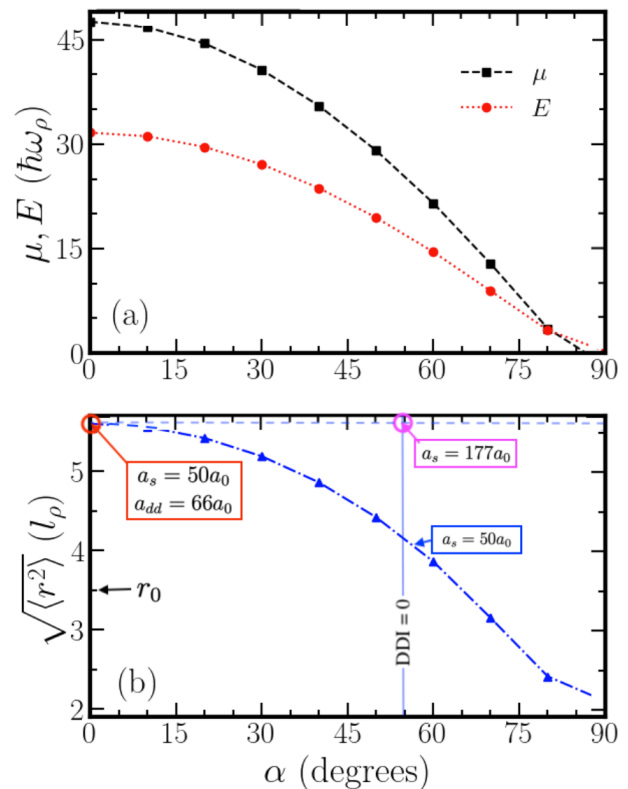 45
30
15
0
μ, E (ħω_ρ)
μ
E
(a)
0 15 30 45 60 75 90
5
4
3
2
√⟨r²⟩ (l_ρ)
a_s = 50a_0
a_dd = 66a_0
a_s = 177a_0
a_s = 50a_0
r_0
DDI = 0
(b)
0 15 30 45 60 75 90
α (degrees)